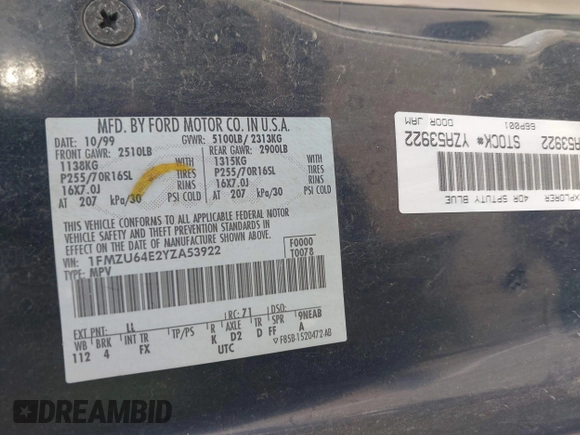 MFD. BY FORD MOTOR CO. IN U.S.A.
DATE: 10/99 GVWR: 5100LB/ 2313KG
FRONT GAWR: 2510LB REAR GAWR: 2900LB
1138KG WITH 1315KG WITH
P255/70R16SL TIRES P255/70R16SL TIRES
16X7.0J RIMS 16X7.0J RIMS
AT 207 kPa/30 PSI COLD AT 207 kPa/30 PSI COLD
THIS VEHICLE CONFORMS TO ALL APPLICABLE FEDERAL MOTOR
VEHICLE SAFETY AND THEFT PREVENTION STANDARDS IN
EFFECT ON THE DATE OF MANUFACTURE SHOWN ABOVE.
VIN: 1FMZU64E2YZA53922 F0000
TYPE: MPV T0078
EXT PNT: LL RC: 71 DSO:
WB BRK INT TR TP/PS R AXLE TR SPR 9NEAB
112 4 FX K D2 D FF A
UTC ▽ F85B-1520472-AB
A53922
STOCK# YZA53922
DOOR JAM
66P001
XPLORER 4DR SPTUTY BLUE
DREAMBID